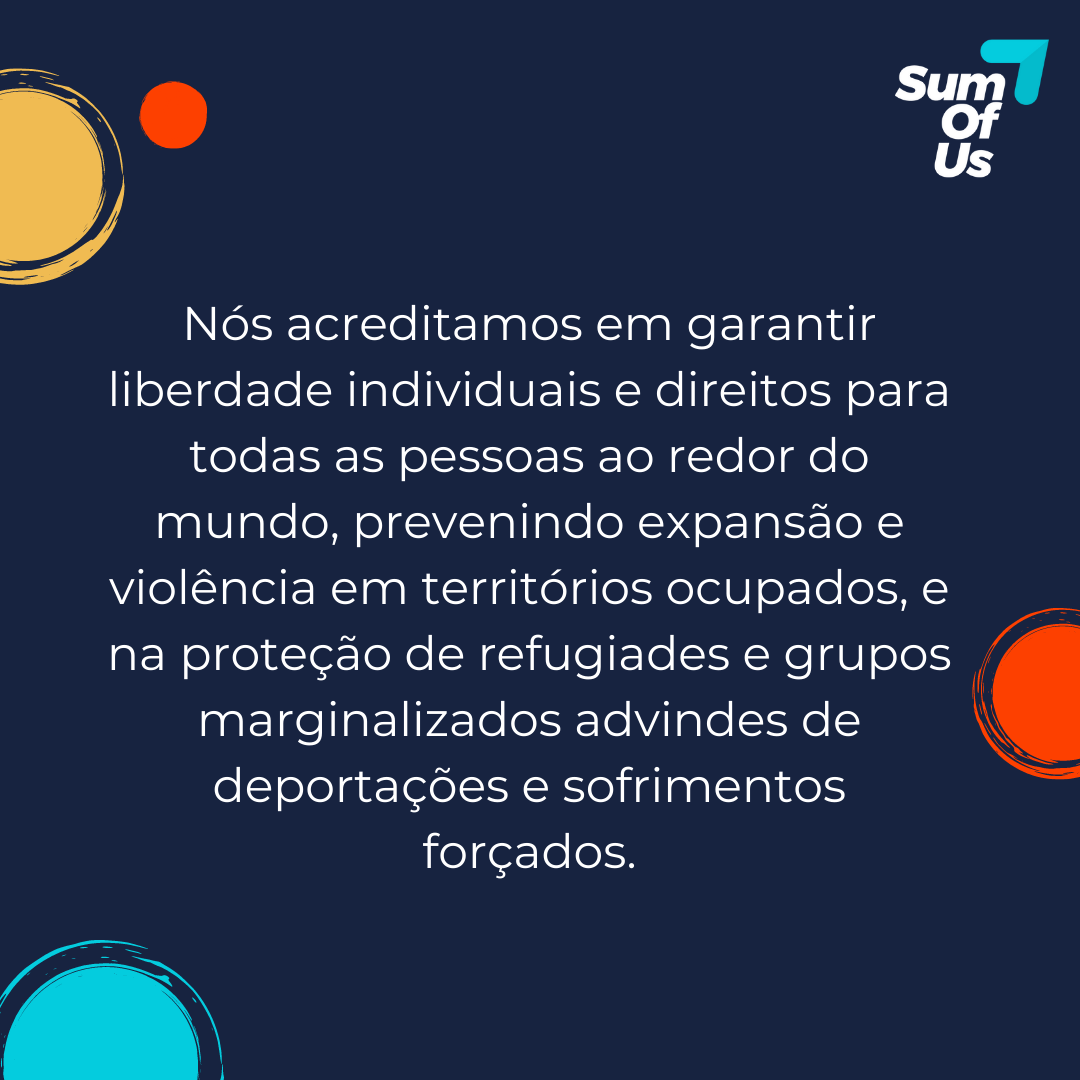 Sum
Of
Us
Nós acreditamos em garantir
liberdade individuais e direitos para
todas as pessoas ao redor do
mundo, prevenindo expansão e
violência em territórios ocupados, e
na proteção de refugiades e grupos
marginalizados advindes de
deportações e sofrimentos
forçados.